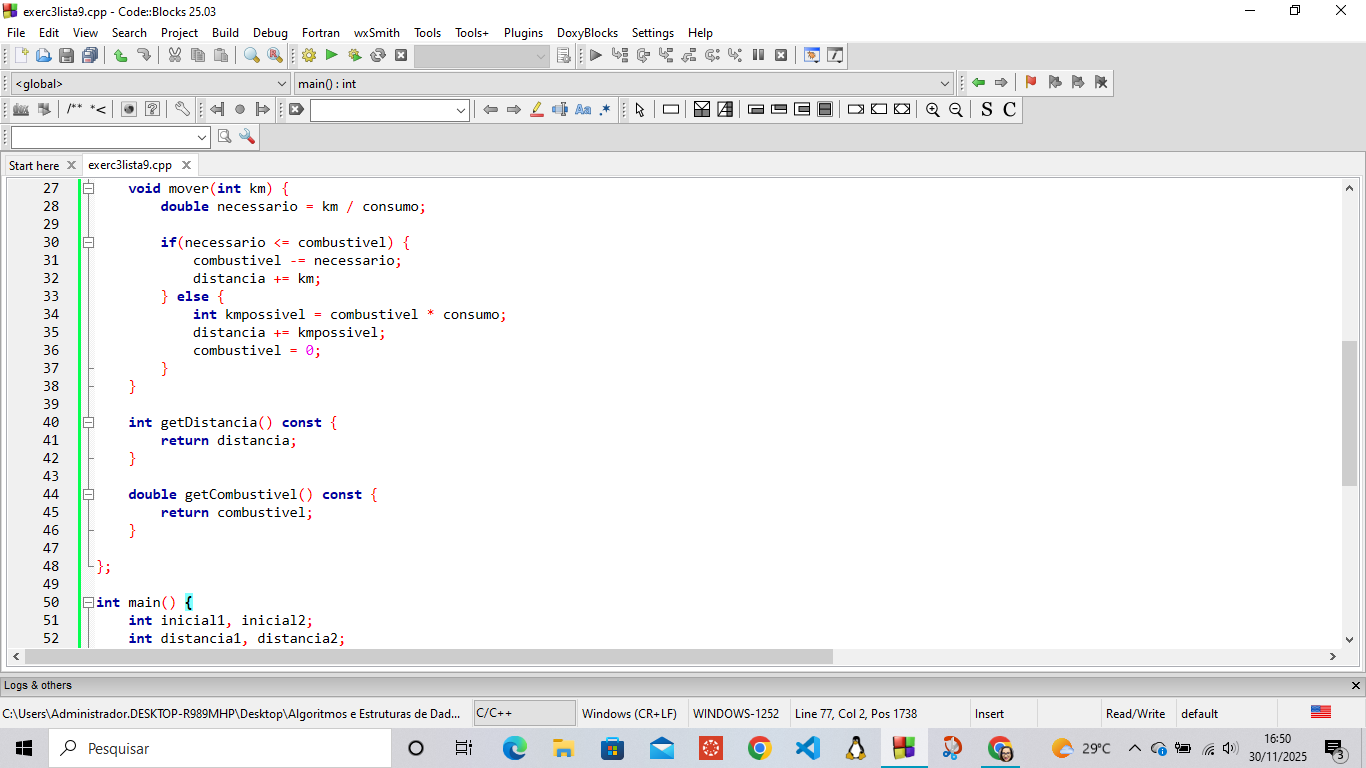 exerc3lista9.cpp - Code::Blocks 25.03
File Edit View Search Project Build Debug Fortran wxSmith Tools Tools+ Plugins DoxyBlocks Settings Help
<global> main() : int
/** *< Aa .* S C
Start here exerc3lista9.cpp
27 void mover(int km) {
28 double necessario = km / consumo;
29
30 if(necessario <= combustivel) {
31 combustivel -= necessario;
32 distancia += km;
33 } else {
34 int kmpossivel = combustivel * consumo;
35 distancia += kmpossivel;
36 combustivel = 0;
37 }
38 }
39
40 int getDistancia() const {
41 return distancia;
42 }
43
44 double getCombustivel() const {
45 return combustivel;
46 }
47
48 };
49
50 int main() {
51 int inicial1, inicial2;
52 int distancia1, distancia2;
Logs & others
C:\Users\Administrador.DESKTOP-R989MHP\Desktop\Algoritmos e Estruturas de Dad... C/C++ Windows (CR+LF) WINDOWS-1252 Line 77, Col 2, Pos 1738 Insert Read/Write default
Pesquisar 29°C 16:50
30/11/2025 3